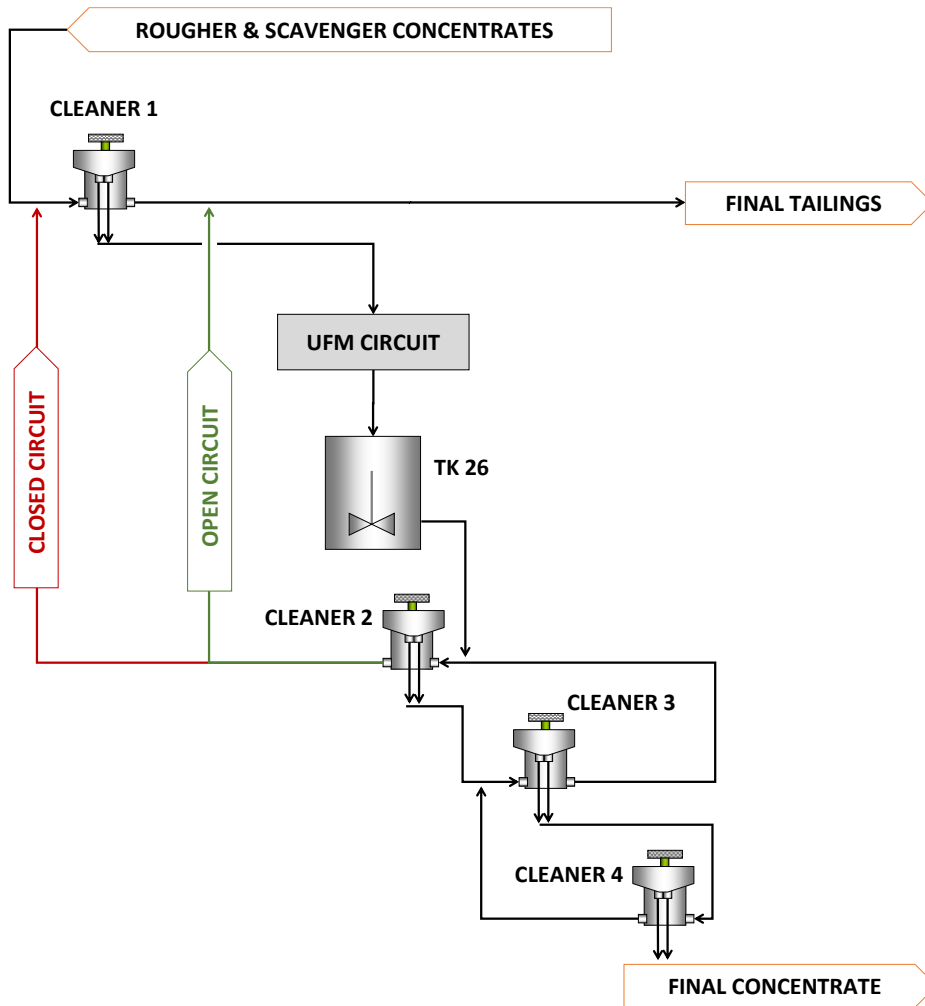 ROUGHER & SCAVENGER CONCENTRATES
CLEANER 1
FINAL TAILINGS
UFM CIRCUIT
CLOSED CIRCUIT
OPEN CIRCUIT
TK 26
CLEANER 2
CLEANER 3
CLEANER 4
FINAL CONCENTRATE